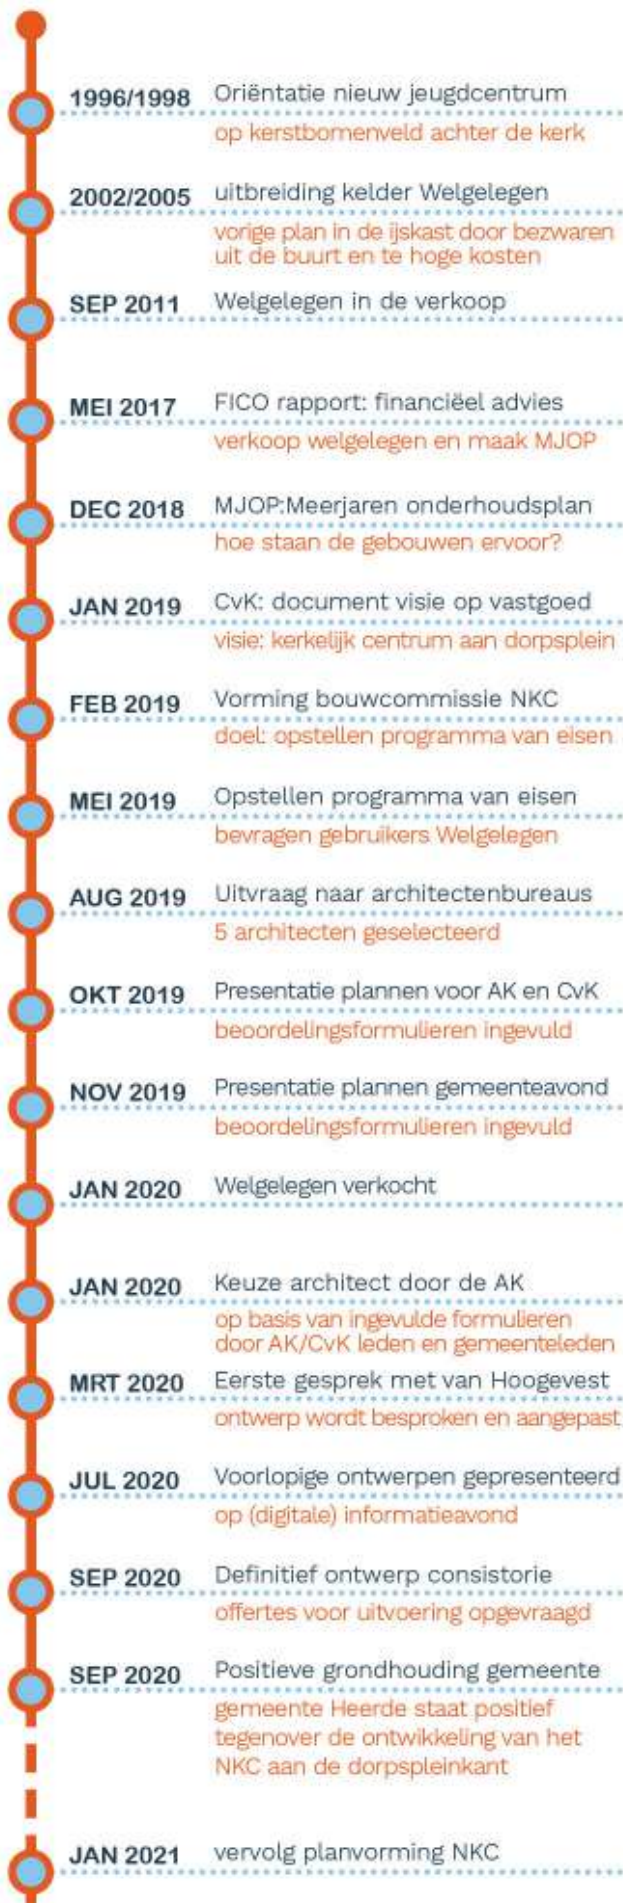 1996/1998 Oriëntatie nieuw jeugdcentrum
op kerstbomenveld achter de kerk
2002/2005 uitbreiding kelder Welgelegen
vorige plan in de ijskast door bezwaren
uit de buurt en te hoge kosten
SEP 2011 Welgelegen in de verkoop
MEI 2017 FICO rapport: financiëel advies
verkoop welgelegen en maak MJOP
DEC 2018 MJOP:Meerjaren onderhoudsplan
hoe staan de gebouwen ervoor?
JAN 2019 CvK: document visie op vastgoed
visie: kerkelijk centrum aan dorpsplein
FEB 2019 Vorming bouwcommissie NKC
doel: opstellen programma van eisen
MEI 2019 Opstellen programma van eisen
bevragen gebruikers Welgelegen
AUG 2019 Uitvraag naar architectenbureaus
5 architecten geselecteerd
OKT 2019 Presentatie plannen voor AK en CvK
beoordelingsformulieren ingevuld
NOV 2019 Presentatie plannen gemeenteavond
beoordelingsformulieren ingevuld
JAN 2020 Welgelegen verkocht
JAN 2020 Keuze architect door de AK
op basis van ingevulde formulieren
door AK/CvK leden en gemeenteleden
MRT 2020 Eerste gesprek met van Hoogevest
ontwerp wordt besproken en aangepast
JUL 2020 Voorlopige ontwerpen gepresenteerd
op (digitale) informatieavond
SEP 2020 Definitief ontwerp consistorie
offertes voor uitvoering opgevraagd
SEP 2020 Positieve grondhouding gemeente
gemeente Heerde staat positief
tegenover de ontwikkeling van het
NKC aan de dorpspleinkant
JAN 2021 vervolg planvorming NKC